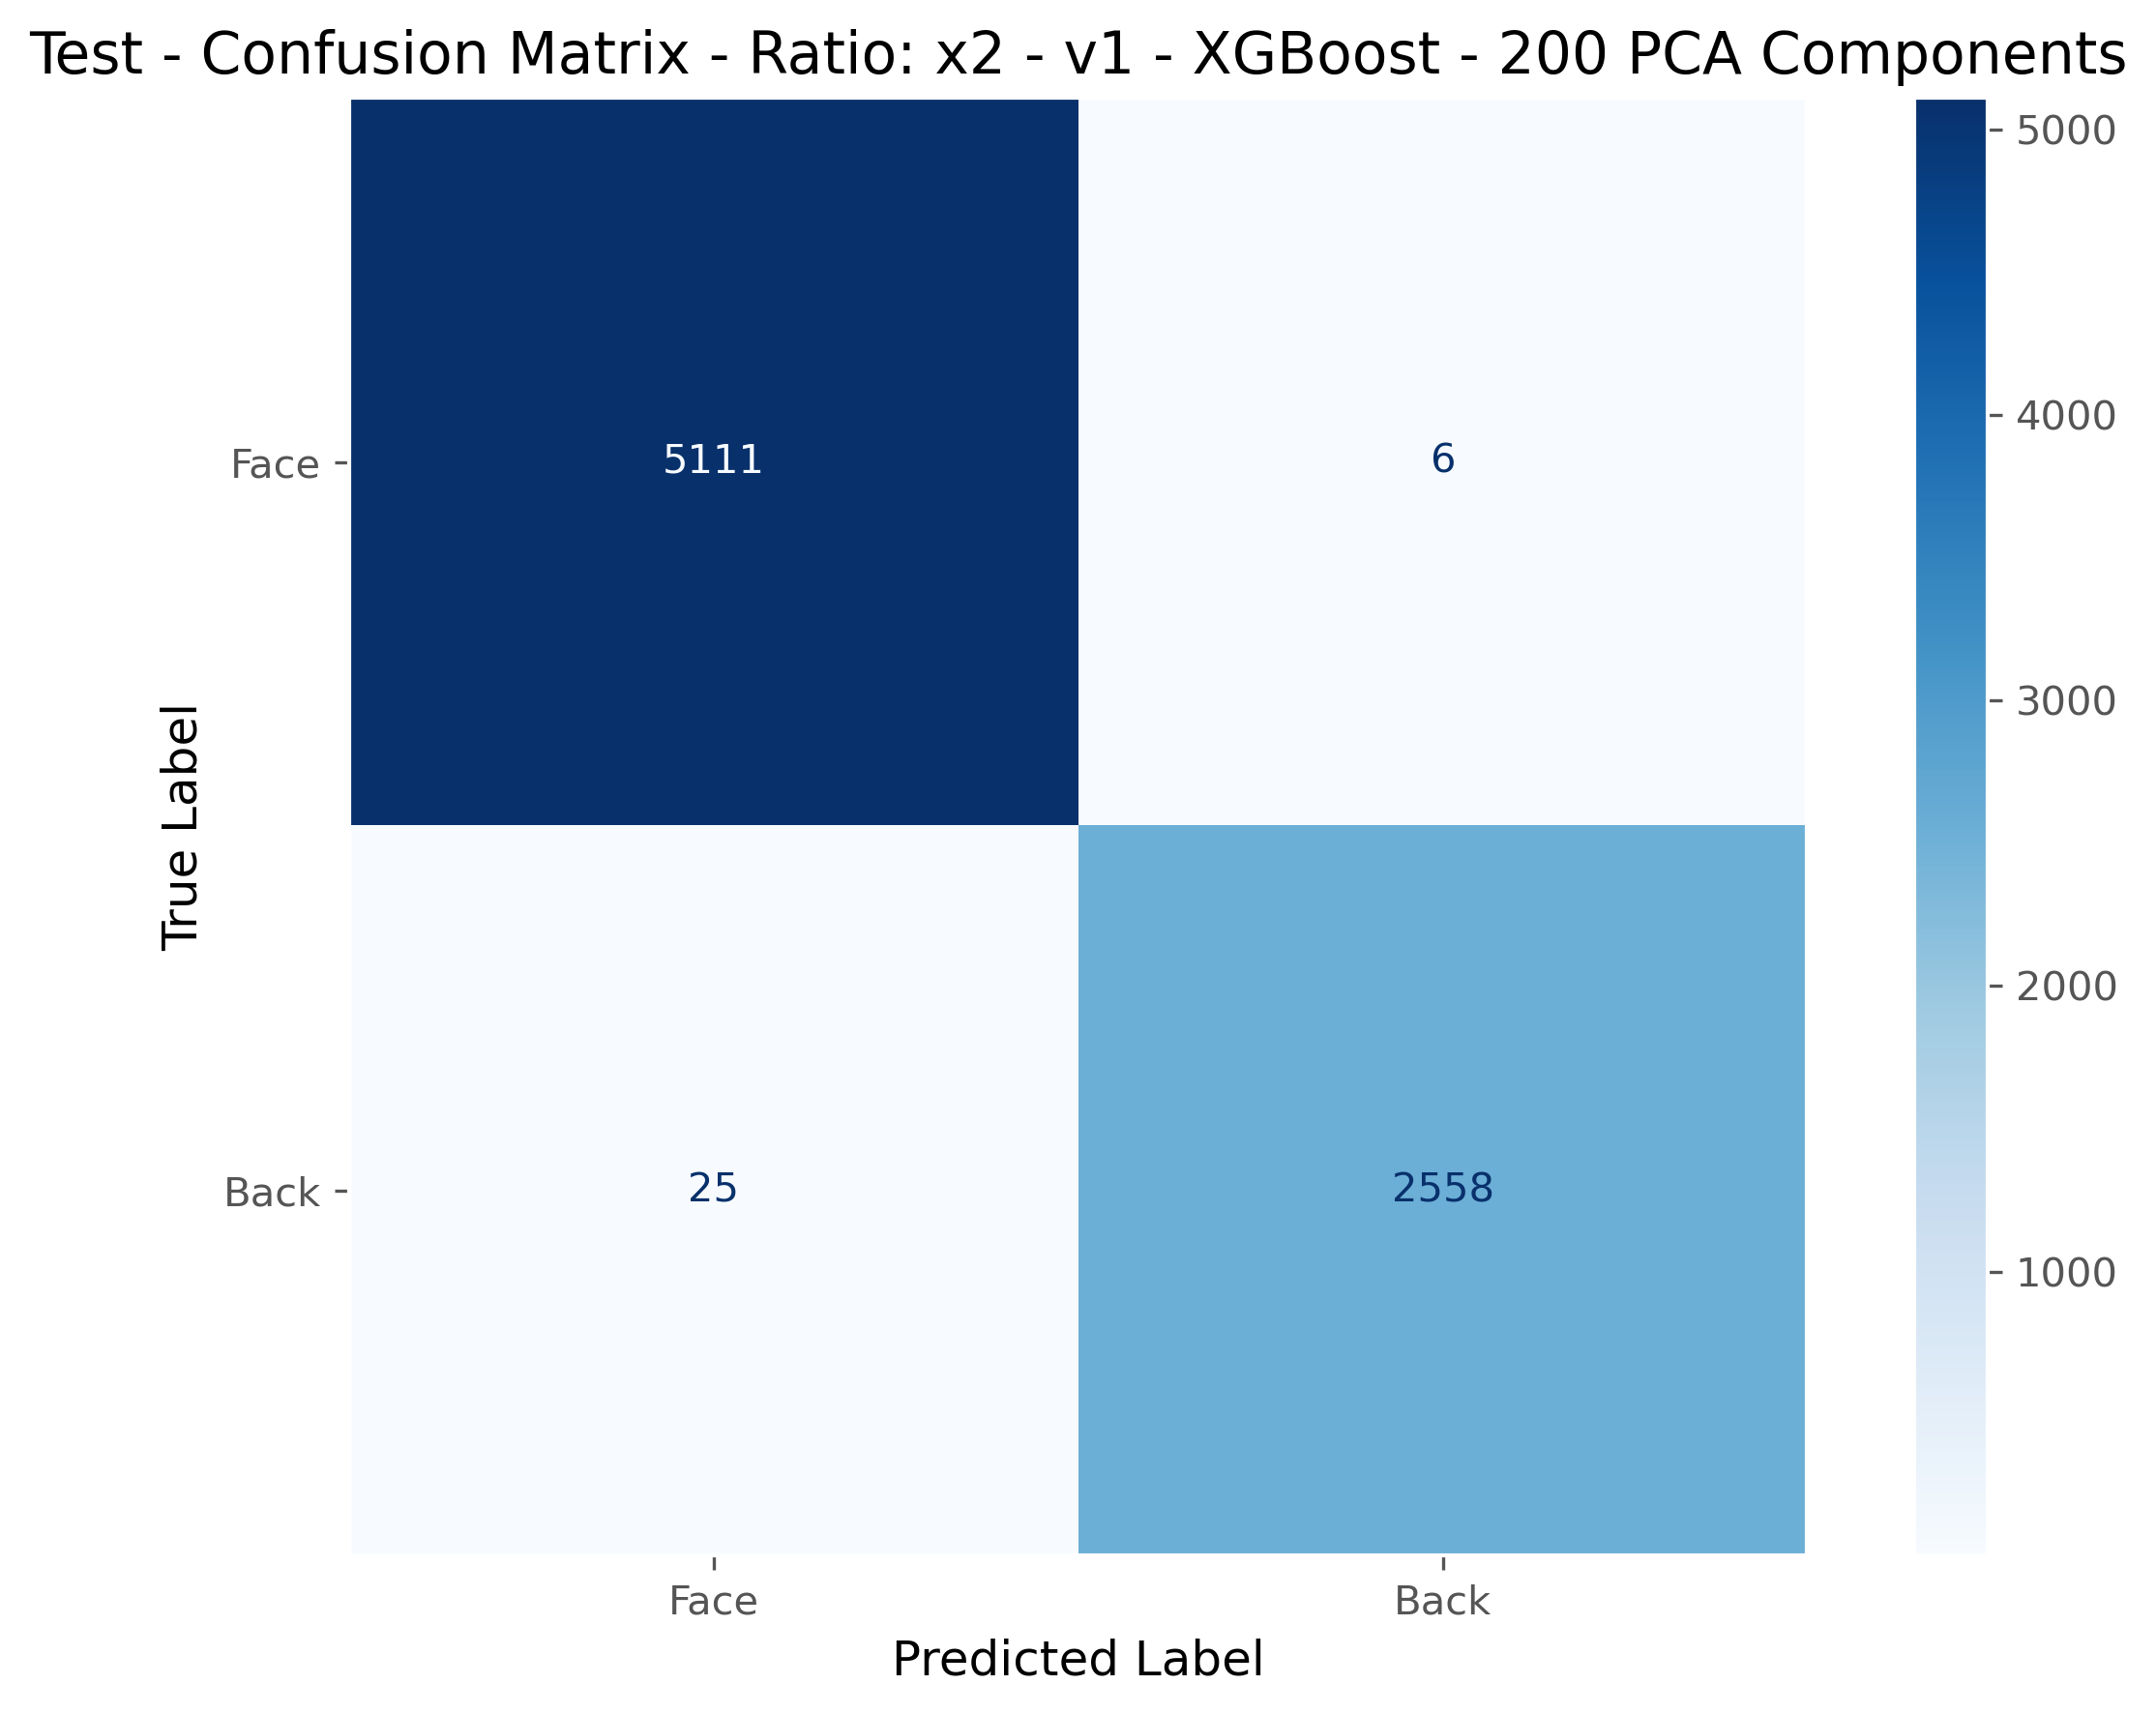 Test - Confusion Matrix - Ratio: x2 - v1 - XGBoost - 200 PCA Components
5000
4000
3000
2000
1000
True Label
Face
5111
6
Back
25
2558
Face
Back
Predicted Label